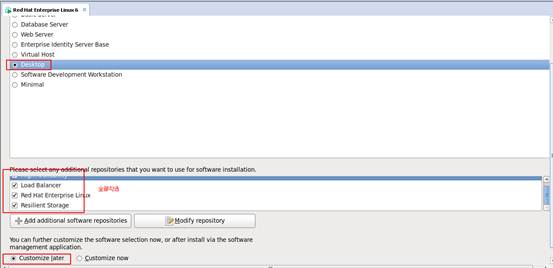 Red Hat Enterprise Linux 6
Basic Server
Database Server
Web Server
Enterprise Identity Server Base
Virtual Host
Desktop
Software Development Workstation
Minimal
Please select any additional repositories that you want to use for software installation.
Load Balancer
全部勾选
Red Hat Enterprise Linux
Resilient Storage
Add additional software repositories
Modify repository
You can further customize the software selection now, or after install via the software
management application.
Customize later
Customize now